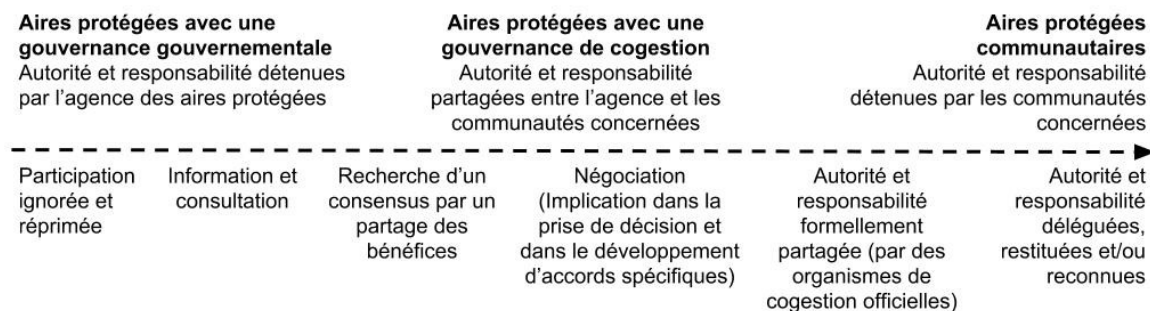 Aires protégées avec une
gouvernance gouvernementale
Autorité et responsabilité détenues
par l'agence des aires protégées
Aires protégées avec une
gouvernance de cogestion
Autorité et responsabilité
partagées entre l'agence et les
communautés concernées
Aires protégées
communautaires
Autorité et responsabilité
détenues par les communautés
concernées
Participation
ignorée et
réprimée
Information et
consultation
Recherche d'un
consensus par un
partage des
bénéfices
Négociation
(Implication dans la
prise de décision et
dans le développement
d'accords spécifiques)
Autorité et
responsabilité
formellement
partagée (par des
organismes de
cogestion officielles)
Autorité et
responsabilité
déléguées,
restituées et/ou
reconnues